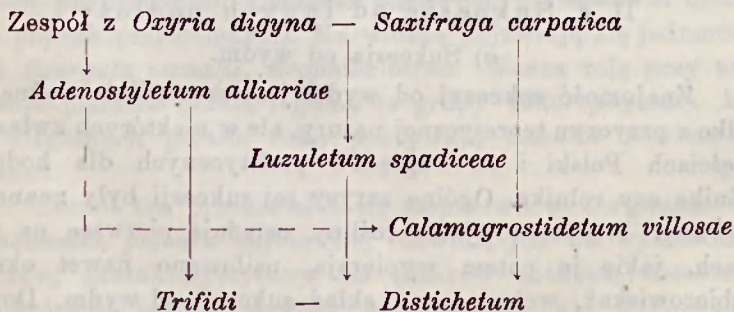 Zespół z Oxyria digyna — Saxifraga carpatica
Adenostyletum alliariae
Luzuletum spadiceae
Calamagrostidetum villosae
Trifidi — Distichetum